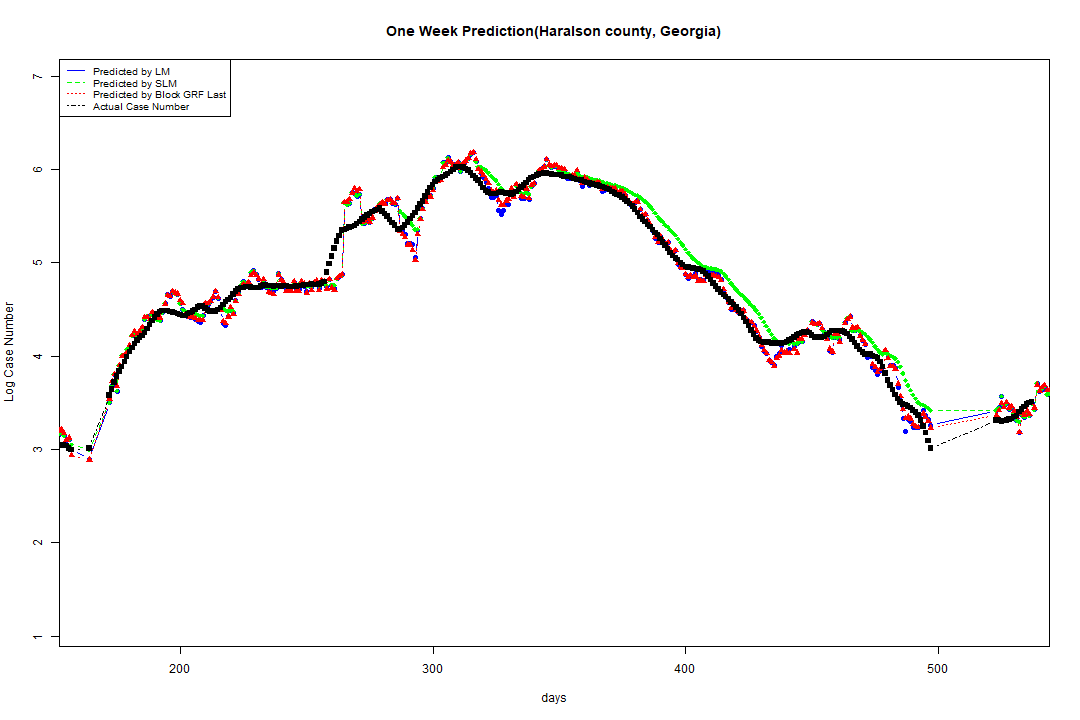 One Week Prediction(Haralson county, Georgia)
Predicted by LM
Predicted by SLM
Predicted by Block GRF Last
Actual Case Number
7
6
5
4
3
2
1
Log Case Number
200 300 400 500
days